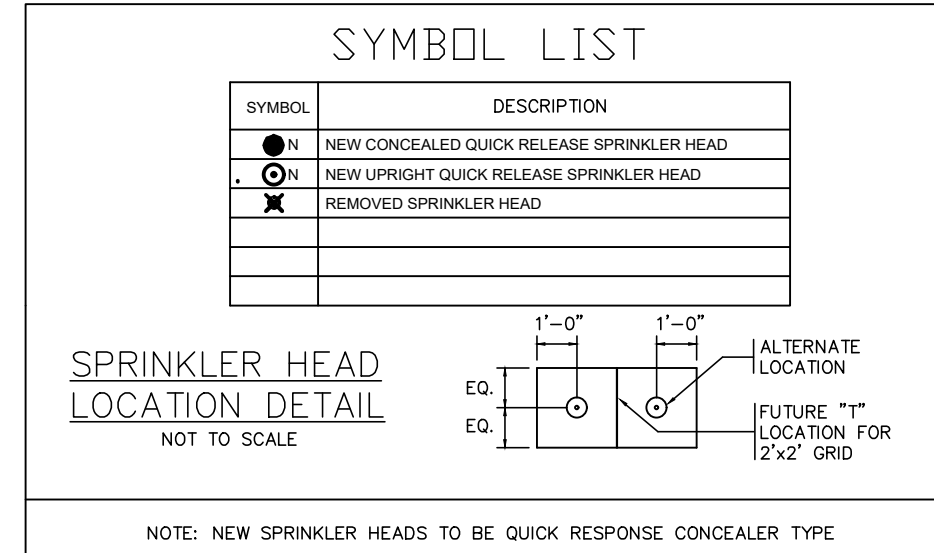 SYMBOL LIST
SYMBOL DESCRIPTION
N NEW CONCEALED QUICK RELEASE SPRINKLER HEAD
N NEW UPRIGHT QUICK RELEASE SPRINKLER HEAD
REMOVED SPRINKLER HEAD
SPRINKLER HEAD
LOCATION DETAIL
NOT TO SCALE
1'-0" 1'-0"
EQ.
EQ.
ALTERNATE
LOCATION
FUTURE "T"
LOCATION FOR
2'x2' GRID
NOTE: NEW SPRINKLER HEADS TO BE QUICK RESPONSE CONCEALER TYPE